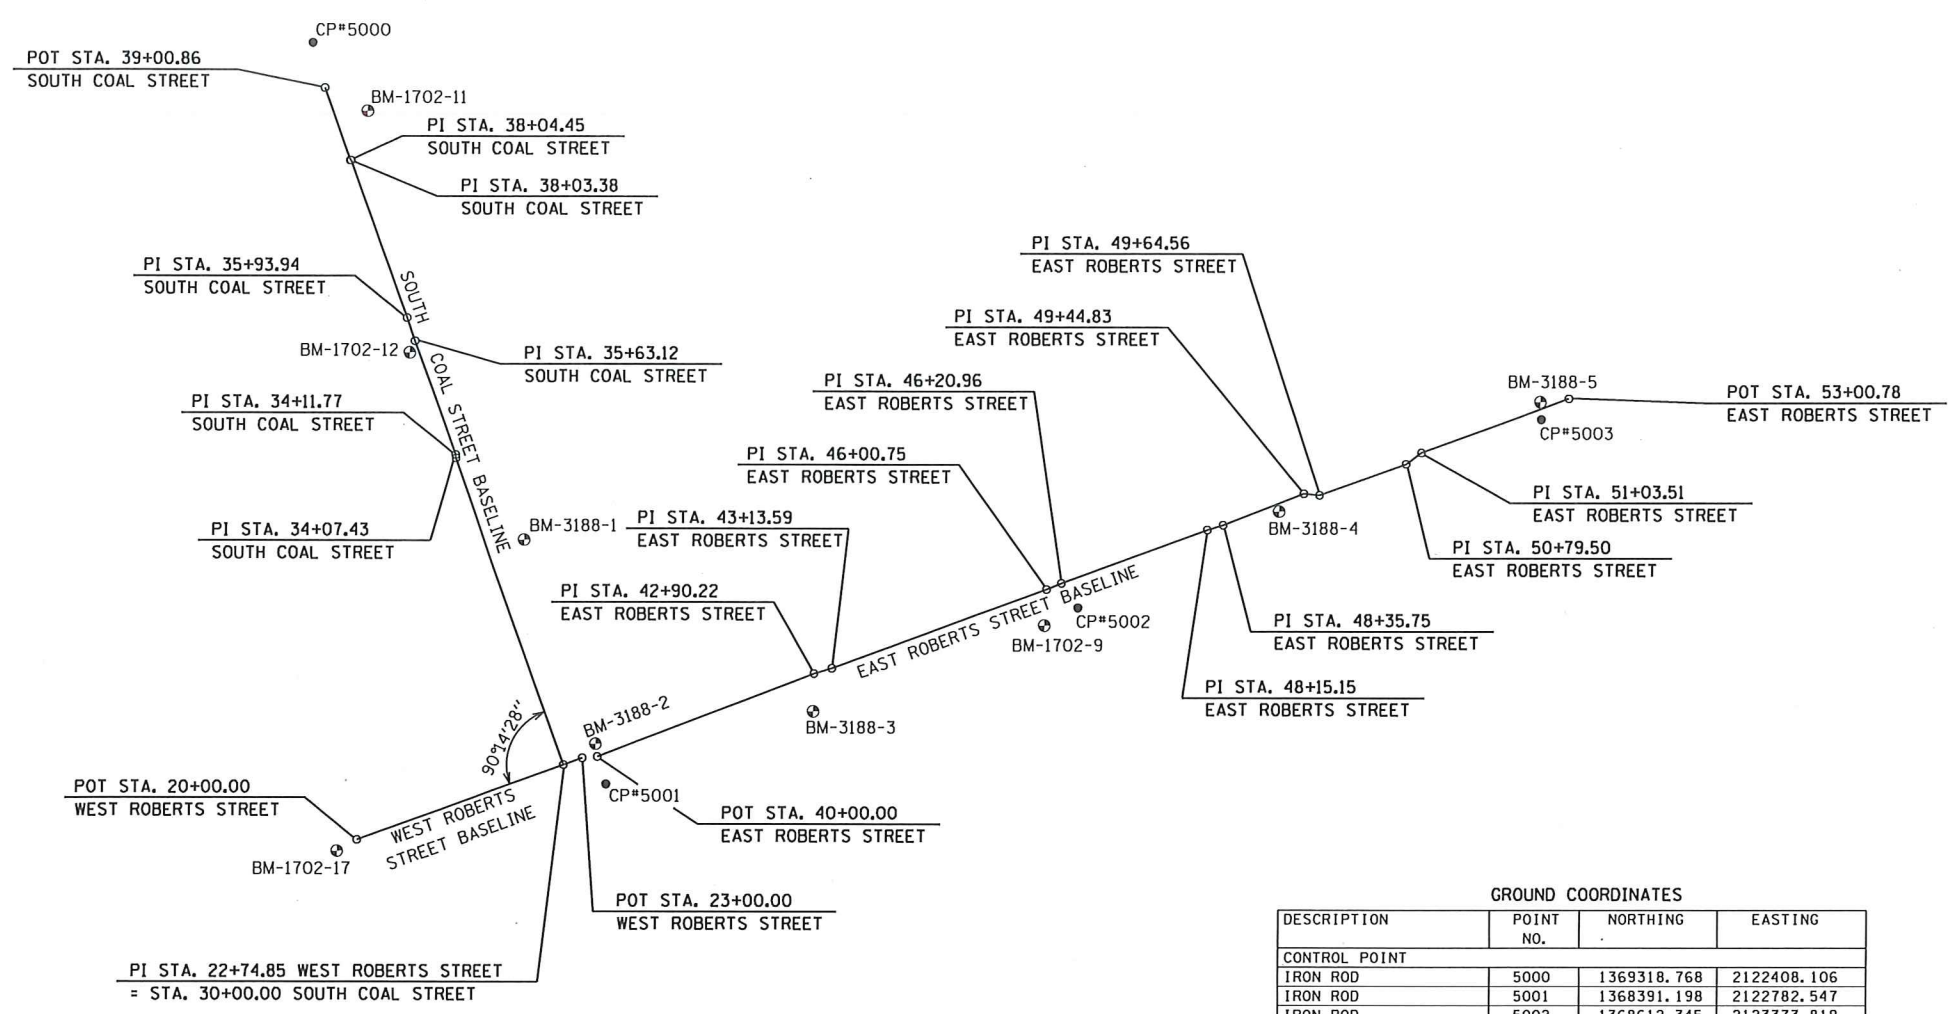 CP#5000
POT STA. 39+00.86
SOUTH COAL STREET
BM-1702-11
PI STA. 38+04.45
SOUTH COAL STREET
PI STA. 38+03.38
SOUTH COAL STREET
PI STA. 35+93.94
SOUTH COAL STREET
SOUTH COAL STREET BASELINE
BM-1702-12
PI STA. 35+63.12
SOUTH COAL STREET
PI STA. 34+11.77
SOUTH COAL STREET
PI STA. 34+07.43
SOUTH COAL STREET
BM-3188-1
PI STA. 49+64.56
EAST ROBERTS STREET
PI STA. 49+44.83
EAST ROBERTS STREET
PI STA. 46+20.96
EAST ROBERTS STREET
PI STA. 46+00.75
EAST ROBERTS STREET
PI STA. 43+13.59
EAST ROBERTS STREET
PI STA. 42+90.22
EAST ROBERTS STREET
BM-3188-5
CP#5003
POT STA. 53+00.78
EAST ROBERTS STREET
PI STA. 51+03.51
EAST ROBERTS STREET
BM-3188-4
PI STA. 50+79.50
EAST ROBERTS STREET
EAST ROBERTS STREET BASELINE
CP#5002
BM-1702-9
PI STA. 48+35.75
EAST ROBERTS STREET
PI STA. 48+15.15
EAST ROBERTS STREET
90°14'28"
BM-3188-2
BM-3188-3
POT STA. 20+00.00
WEST ROBERTS STREET
WEST ROBERTS
STREET BASELINE
BM-1702-17
CP#5001
POT STA. 40+00.00
EAST ROBERTS STREET
POT STA. 23+00.00
WEST ROBERTS STREET
PI STA. 22+74.85 WEST ROBERTS STREET
= STA. 30+00.00 SOUTH COAL STREET
GROUND COORDINATES
DESCRIPTION POINT NO. NORTHING EASTING
CONTROL POINT
IRON ROD 5000 1369318.768 2122408.106
IRON ROD 5001 1368391.198 2122782.547
IRON ROD 5002